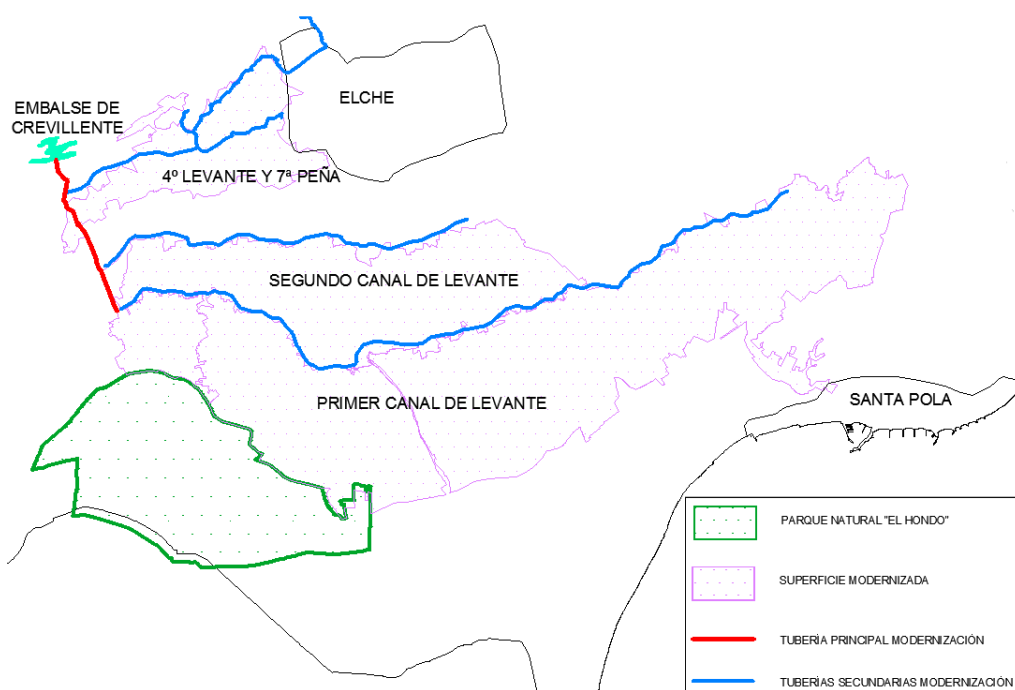 ELCHE
EMBALSE DE
CREVILLENTE
4º LEVANTE Y 7ª PEÑA
SEGUNDO CANAL DE LEVANTE
PRIMER CANAL DE LEVANTE
SANTA POLA
PARQUE NATURAL "EL HONDO"
SUPERFICIE MODERNIZADA
TUBERÍA PRINCIPAL MODERNIZACIÓN
TUBERÍAS SECUNDARIAS MODERNIZACIÓN